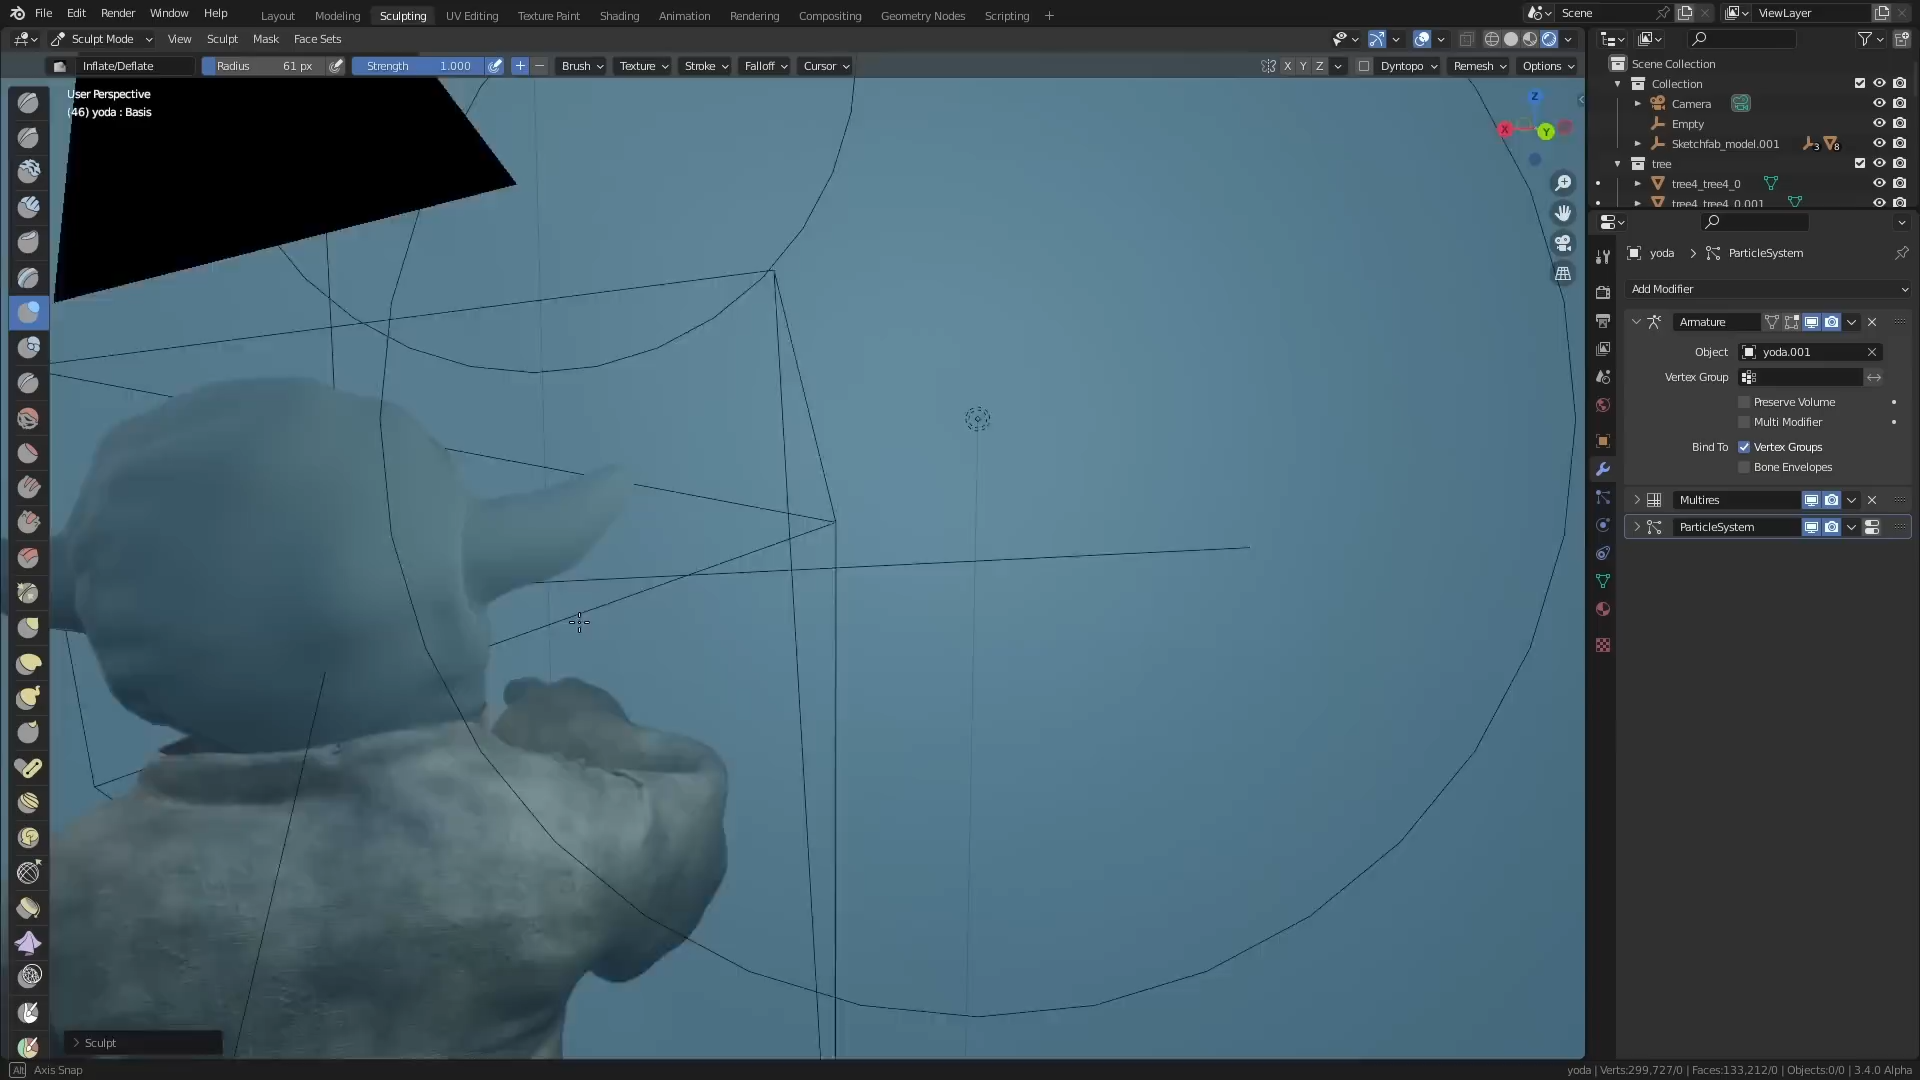 File Edit Render Window Help Layout Modeling Sculpting UV Editing Texture Paint Shading Animation Rendering Compositing Geometry Nodes Scripting + Scene ViewLayer
Sculpt Mode View Sculpt Mask Face Sets
Inflate/Deflate Radius 61 px Strength 1.000 + − Brush Texture Stroke Falloff Cursor X Y Z Dyntopo Remesh Options
User Perspective
(46) yoda : Basis
Z
X
Y
Scene Collection
Collection
Camera
Empty
Sketchfab_model.001 3 8
tree
tree4_tree4_0
tree4_tree4_0.001
yoda > ParticleSystem
Add Modifier
Armature
Object yoda.001
Vertex Group
Preserve Volume
Multi Modifier
Bind To Vertex Groups
Bone Envelopes
Multires
ParticleSystem
> Sculpt
Alt Axis Snap
yoda | Verts:299,727/0 | Faces:133,212/0 | Objects:0/0 | 3.4.0 Alpha